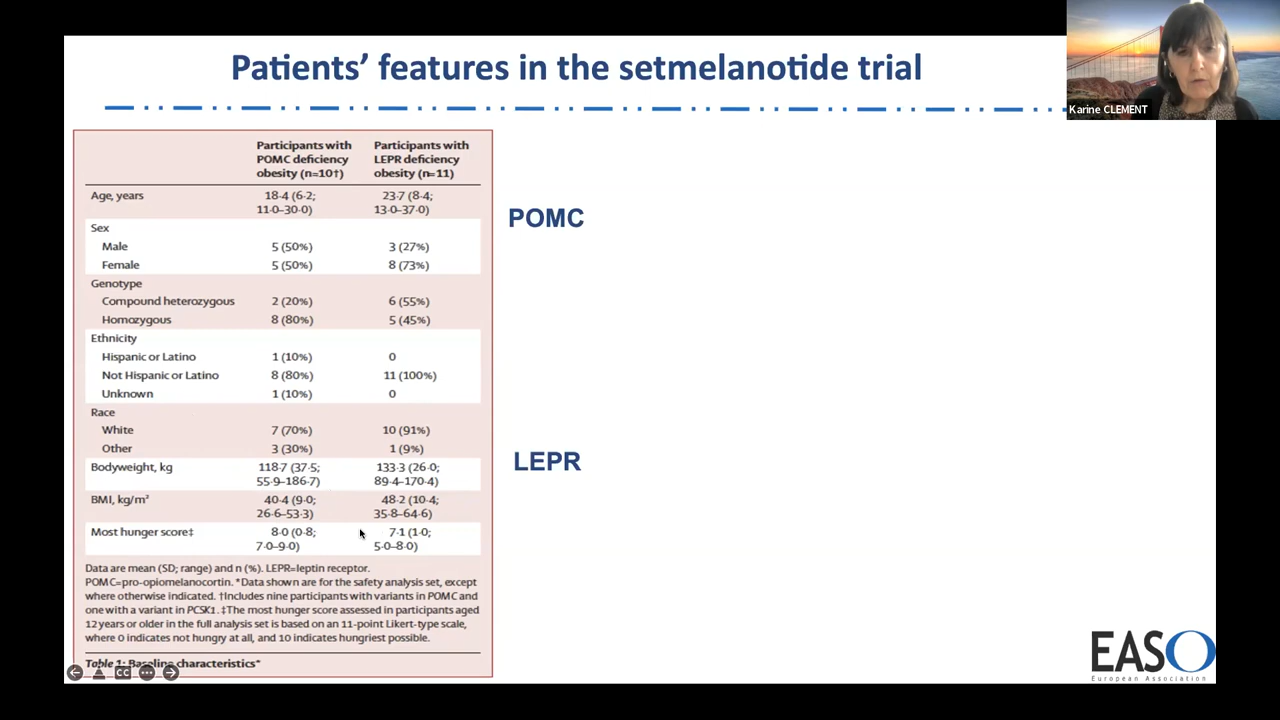 Patients' features in the setmelanotide trial
Karine CLEMENT
Participants with POMC deficiency obesity (n=10†) Participants with LEPR deficiency obesity (n=11)
Age, years 18·4 (6·2; 11·0–30·0) 23·7 (8·4; 13·0–37·0)
Sex
Male 5 (50%) 3 (27%)
Female 5 (50%) 8 (73%)
Genotype
Compound heterozygous 2 (20%) 6 (55%)
Homozygous 8 (80%) 5 (45%)
Ethnicity
Hispanic or Latino 1 (10%) 0
Not Hispanic or Latino 8 (80%) 11 (100%)
Unknown 1 (10%) 0
Race
White 7 (70%) 10 (91%)
Other 3 (30%) 1 (9%)
Bodyweight, kg 118·7 (37·5; 55·9–186·7) 133·3 (26·0; 89·4–170·4)
BMI, kg/m² 40·4 (9·0; 26·6–53·3) 48·2 (10·4; 35·8–64·6)
Most hunger score‡ 8·0 (0·8; 7·0–9·0) 7·1 (1·0; 5·0–8·0)
Data are mean (SD; range) and n (%). LEPR=leptin receptor.
POMC=pro-opiomelanocortin. *Data shown are for the safety analysis set, except
where otherwise indicated. †Includes nine participants with variants in POMC and
one with a variant in PCSK1. ‡The most hunger score assessed in participants aged
12 years or older in the full analysis set is based on an 11-point Likert-type scale,
where 0 indicates not hungry at all, and 10 indicates hungriest possible.
Table 1: Baseline characteristics*
POMC
LEPR
CC
EASO
European Association